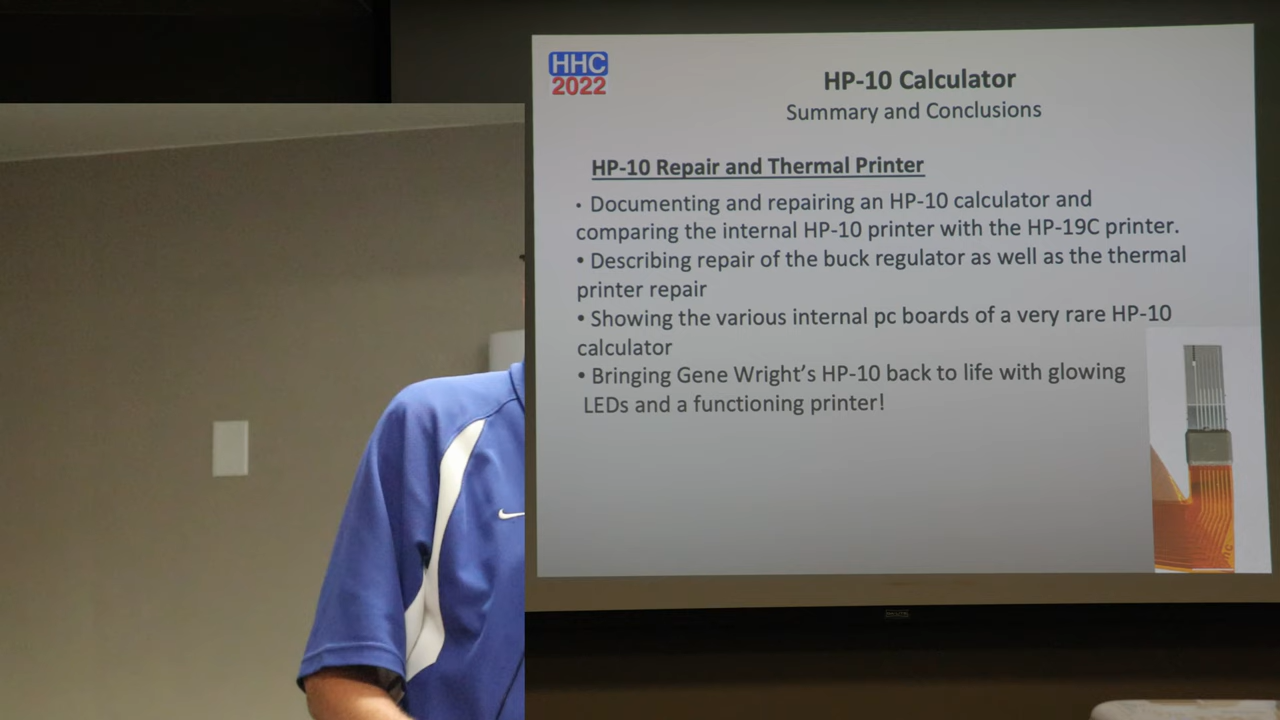 HHC
2022
HP-10 Calculator
Summary and Conclusions
HP-10 Repair and Thermal Printer
• Documenting and repairing an HP-10 calculator and
comparing the internal HP-10 printer with the HP-19C printer.
• Describing repair of the buck regulator as well as the thermal
printer repair
• Showing the various internal pc boards of a very rare HP-10
calculator
• Bringing Gene Wright’s HP-10 back to life with glowing
LEDs and a functioning printer!